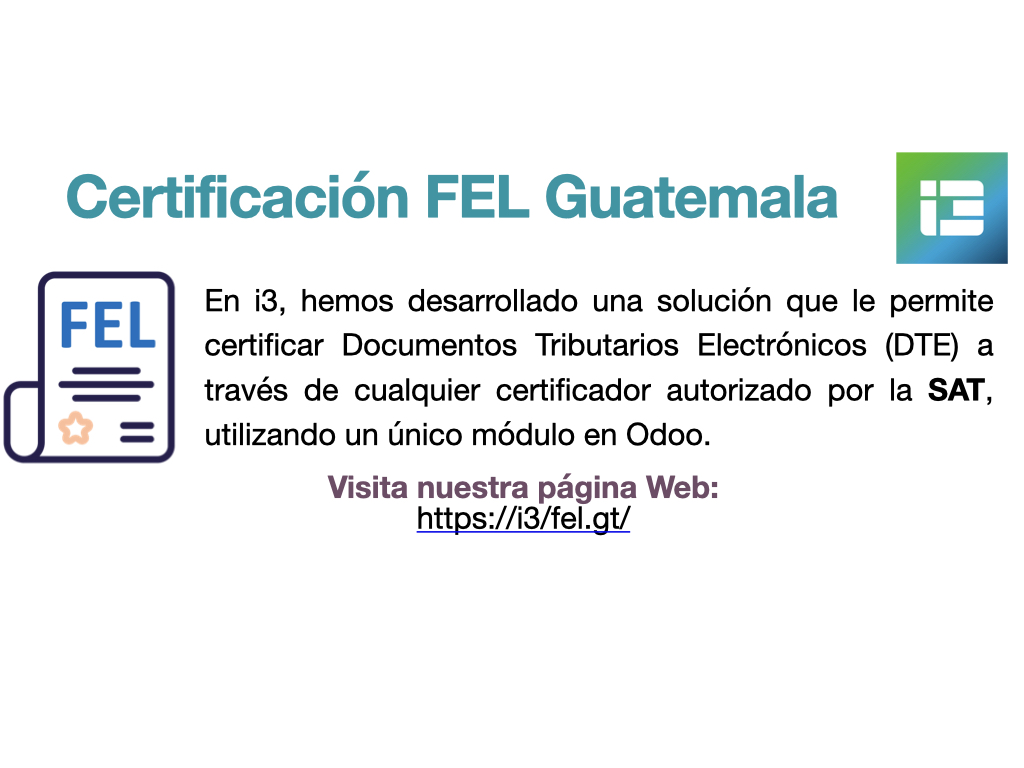 Certificación FEL Guatemala
i3
FEL
En i3, hemos desarrollado una solución que le permite
certificar Documentos Tributarios Electrónicos (DTE) a
través de cualquier certificador autorizado por la SAT,
utilizando un único módulo en Odoo.
Visita nuestra página Web:
https://i3/fel.gt/